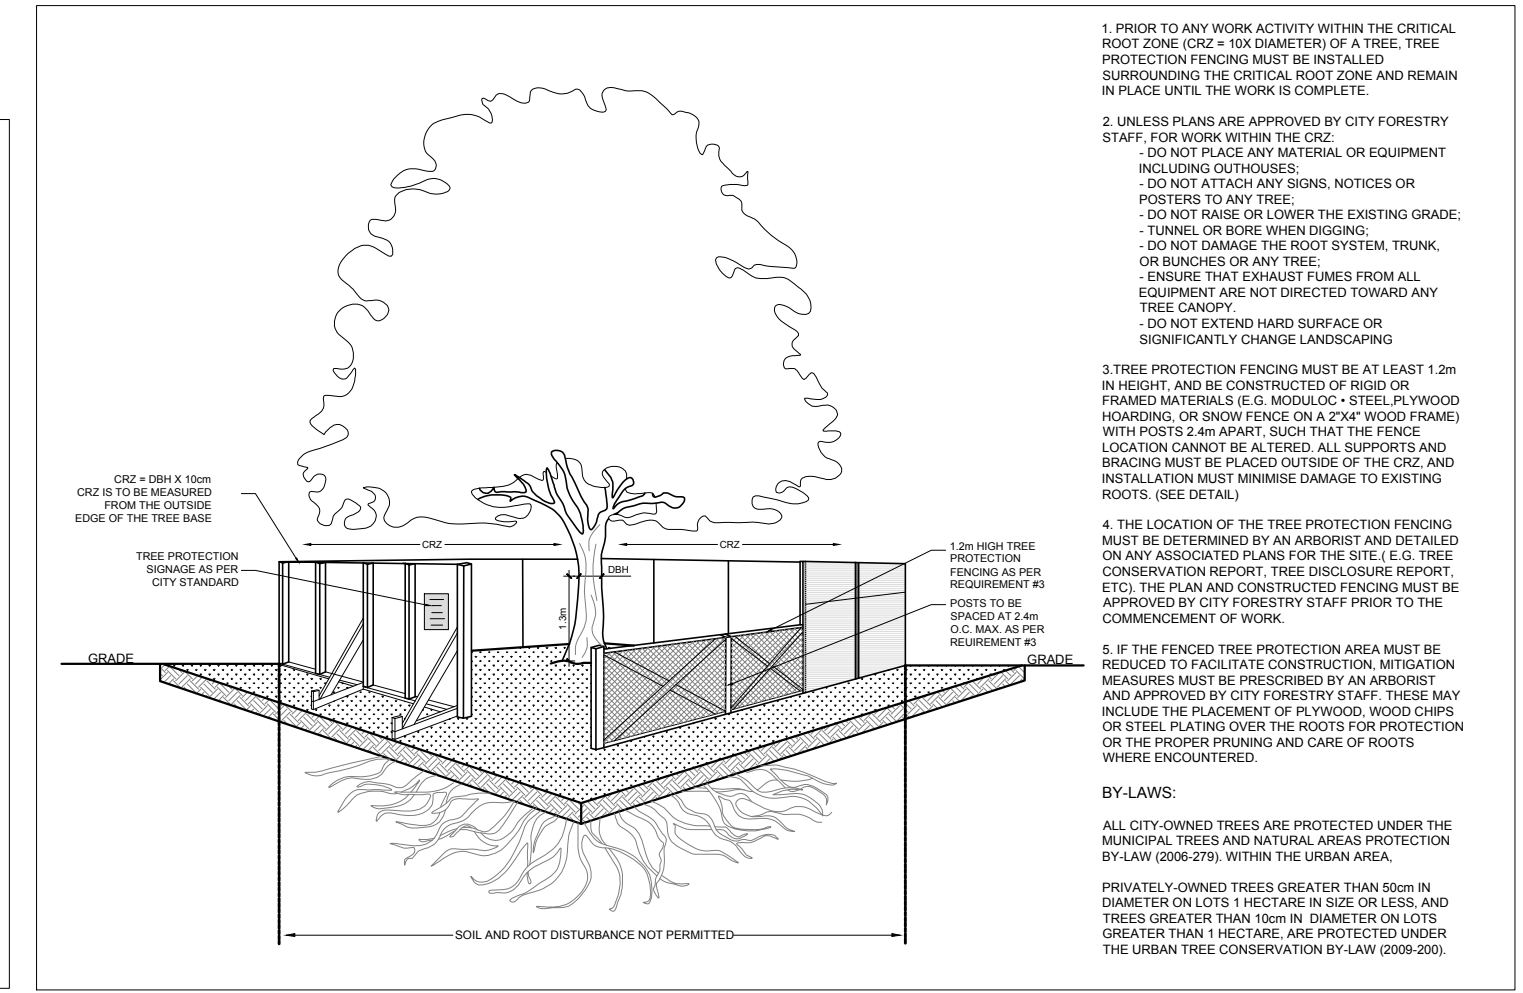 1. PRIOR TO ANY WORK ACTIVITY WITHIN THE CRITICAL
ROOT ZONE (CRZ = 10X DIAMETER) OF A TREE, TREE
PROTECTION FENCING MUST BE INSTALLED
SURROUNDING THE CRITICAL ROOT ZONE AND REMAIN
IN PLACE UNTIL THE WORK IS COMPLETE.
2. UNLESS PLANS ARE APPROVED BY CITY FORESTRY
STAFF, FOR WORK WITHIN THE CRZ:
- DO NOT PLACE ANY MATERIAL OR EQUIPMENT
INCLUDING OUTHOUSES;
- DO NOT ATTACH ANY SIGNS, NOTICES OR
POSTERS TO ANY TREE;
- DO NOT RAISE OR LOWER THE EXISTING GRADE;
- TUNNEL OR BORE WHEN DIGGING;
- DO NOT DAMAGE THE ROOT SYSTEM, TRUNK,
OR BUNCHES OR ANY TREE;
- ENSURE THAT EXHAUST FUMES FROM ALL
EQUIPMENT ARE NOT DIRECTED TOWARD ANY
TREE CANOPY.
- DO NOT EXTEND HARD SURFACE OR
SIGNIFICANTLY CHANGE LANDSCAPING
3.TREE PROTECTION FENCING MUST BE AT LEAST 1.2m
IN HEIGHT, AND BE CONSTRUCTED OF RIGID OR
FRAMED MATERIALS (E.G. MODULOC • STEEL,PLYWOOD
HOARDING, OR SNOW FENCE ON A 2"X4" WOOD FRAME)
WITH POSTS 2.4m APART, SUCH THAT THE FENCE
LOCATION CANNOT BE ALTERED. ALL SUPPORTS AND
BRACING MUST BE PLACED OUTSIDE OF THE CRZ, AND
INSTALLATION MUST MINIMISE DAMAGE TO EXISTING
ROOTS. (SEE DETAIL)
4. THE LOCATION OF THE TREE PROTECTION FENCING
MUST BE DETERMINED BY AN ARBORIST AND DETAILED
ON ANY ASSOCIATED PLANS FOR THE SITE.( E.G. TREE
CONSERVATION REPORT, TREE DISCLOSURE REPORT,
ETC). THE PLAN AND CONSTRUCTED FENCING MUST BE
APPROVED BY CITY FORESTRY STAFF PRIOR TO THE
COMMENCEMENT OF WORK.
5. IF THE FENCED TREE PROTECTION AREA MUST BE
REDUCED TO FACILITATE CONSTRUCTION, MITIGATION
MEASURES MUST BE PRESCRIBED BY AN ARBORIST
AND APPROVED BY CITY FORESTRY STAFF. THESE MAY
INCLUDE THE PLACEMENT OF PLYWOOD, WOOD CHIPS
OR STEEL PLATING OVER THE ROOTS FOR PROTECTION
OR THE PROPER PRUNING AND CARE OF ROOTS
WHERE ENCOUNTERED.
BY-LAWS:
ALL CITY-OWNED TREES ARE PROTECTED UNDER THE
MUNICIPAL TREES AND NATURAL AREAS PROTECTION
BY-LAW (2006-279). WITHIN THE URBAN AREA,
PRIVATELY-OWNED TREES GREATER THAN 50cm IN
DIAMETER ON LOTS 1 HECTARE IN SIZE OR LESS, AND
TREES GREATER THAN 10cm IN DIAMETER ON LOTS
GREATER THAN 1 HECTARE, ARE PROTECTED UNDER
THE URBAN TREE CONSERVATION BY-LAW (2009-200).
CRZ = DBH X 10cm
CRZ IS TO BE MEASURED
FROM THE OUTSIDE
EDGE OF THE TREE BASE
TREE PROTECTION
SIGNAGE AS PER
CITY STANDARD
CRZ
CRZ
DBH
1.3m
1.2m HIGH TREE
PROTECTION
FENCING AS PER
REQUIREMENT #3
POSTS TO BE
SPACED AT 2.4m
O.C. MAX. AS PER
REUIREMENT #3
GRADE
GRADE
SOIL AND ROOT DISTURBANCE NOT PERMITTED